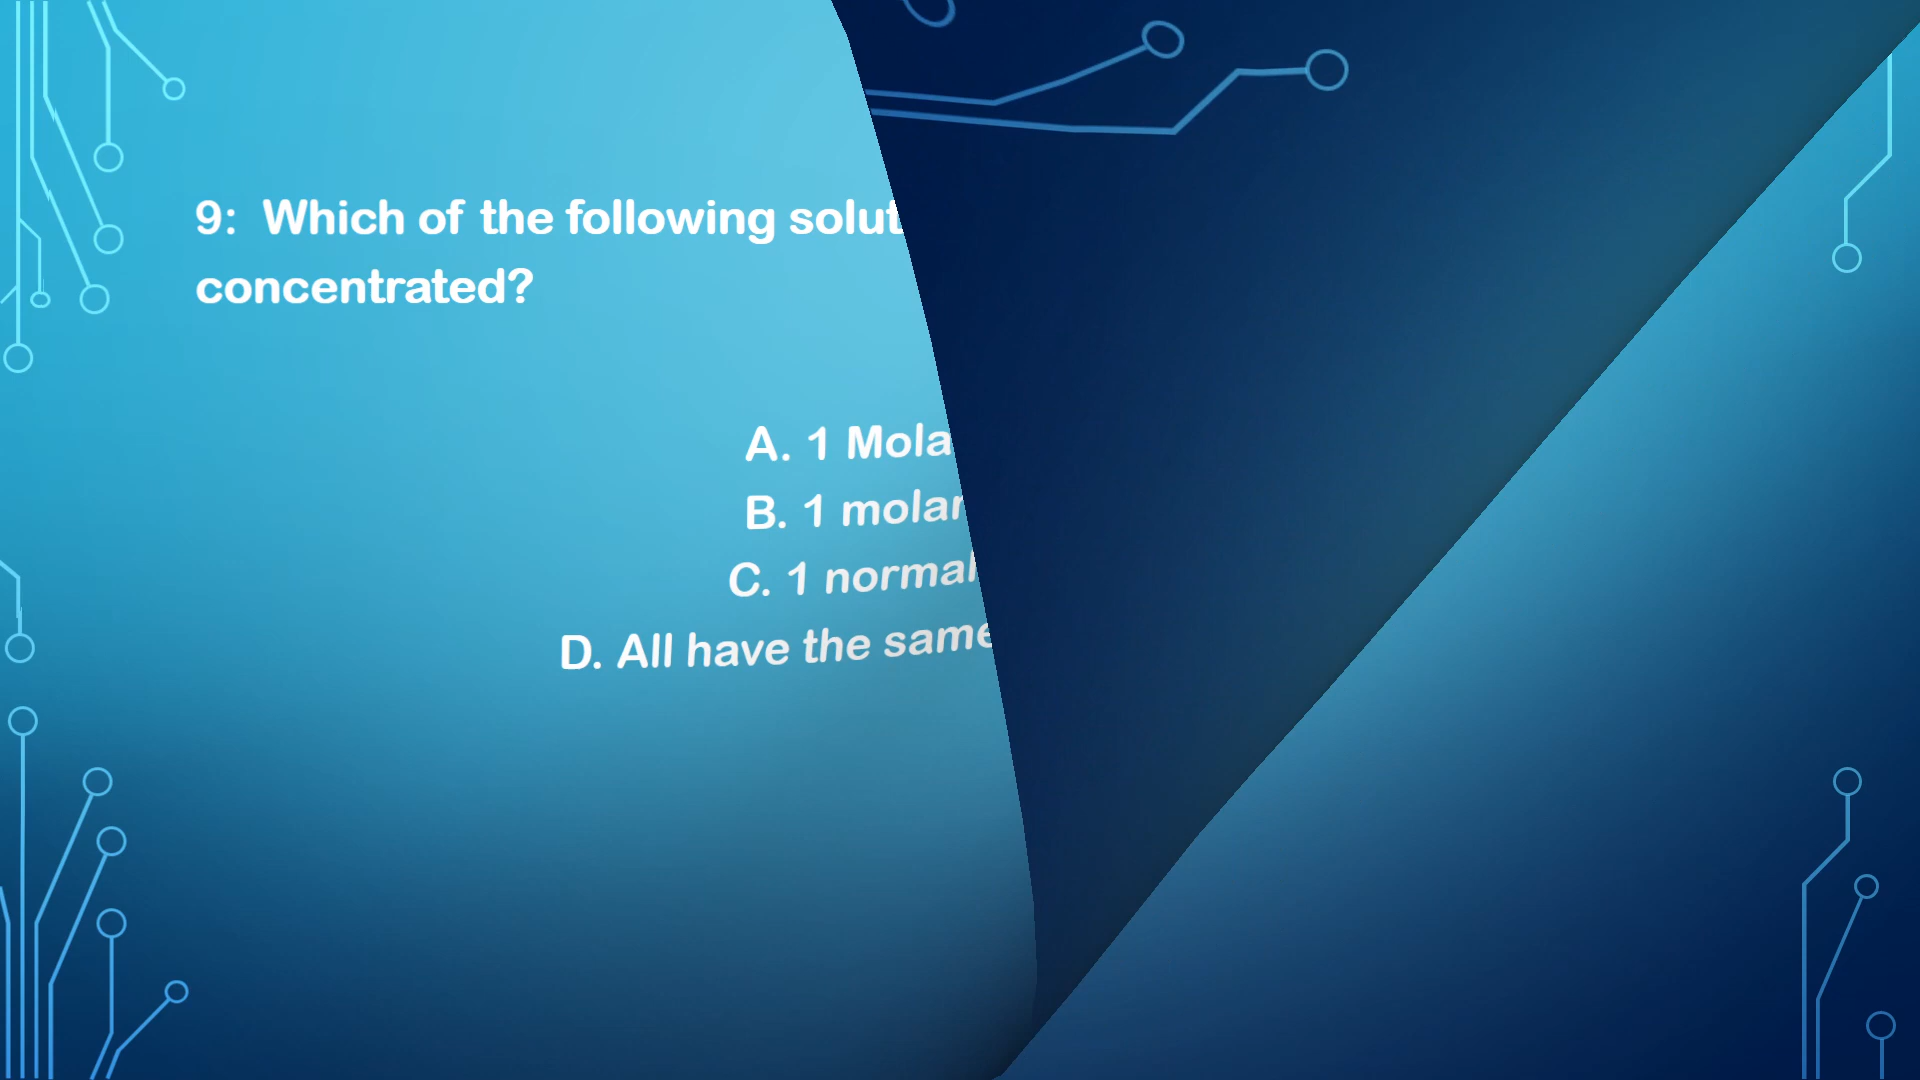 9: Which of the following solut
concentrated?
A. 1 Mola
B. 1 molar
C. 1 normal
D. All have the same